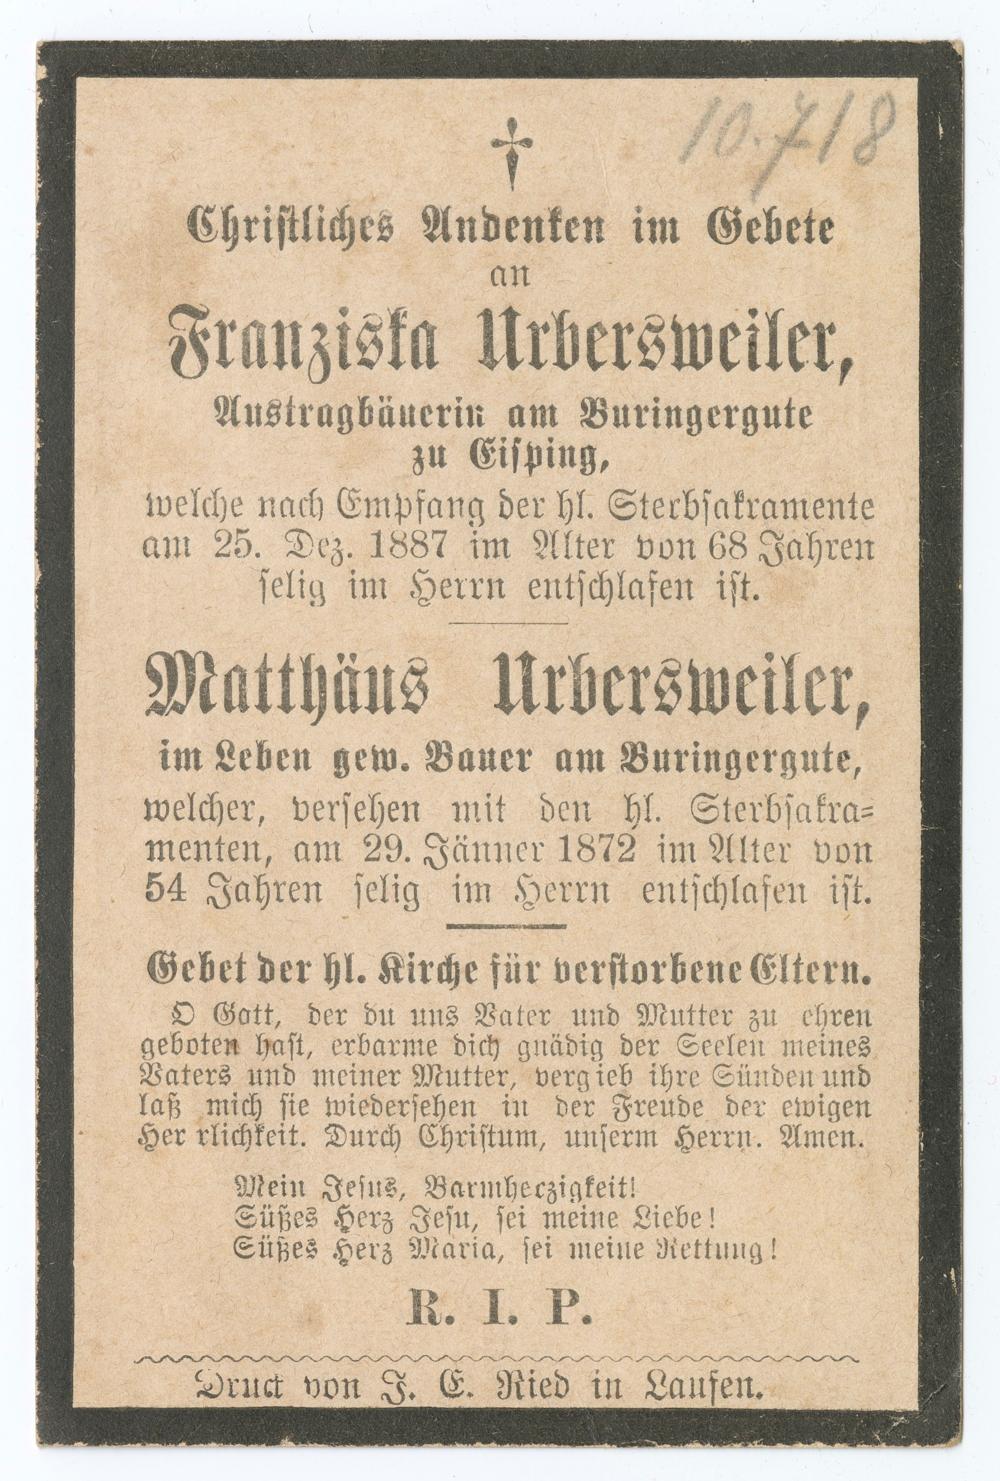 10.718
Christliches Andenken im Gebete
an
Franziska Urbersweiler,
Austragbäuerin am Buringergute
zu Eisping,
welche nach Empfang der hl. Sterbsakramente
am 25. Dez. 1887 im Alter von 68 Jahren
selig im Herrn entschlafen ist.
Matthäus Urbersweiler,
im Leben gew. Bauer am Buringergute,
welcher, versehen mit den hl. Sterbsakra-
menten, am 29. Jänner 1872 im Alter von
54 Jahren selig im Herrn entschlafen ist.
Gebet der hl. Kirche für verstorbene Eltern.
O Gott, der du uns Vater und Mutter zu ehren
geboten hast, erbarme dich gnädig der Seelen meines
Vaters und meiner Mutter, vergieb ihre Sünden und
laß mich sie wiedersehen in der Freude der ewigen
Herrlichkeit. Durch Christum, unserm Herrn. Amen.
Mein Jesus, Barmherzigkeit!
Süßes Herz Jesu, sei meine Liebe!
Süßes Herz Maria, sei meine Rettung!
R. I. P.
Druck von J. E. Ried in Laufen.